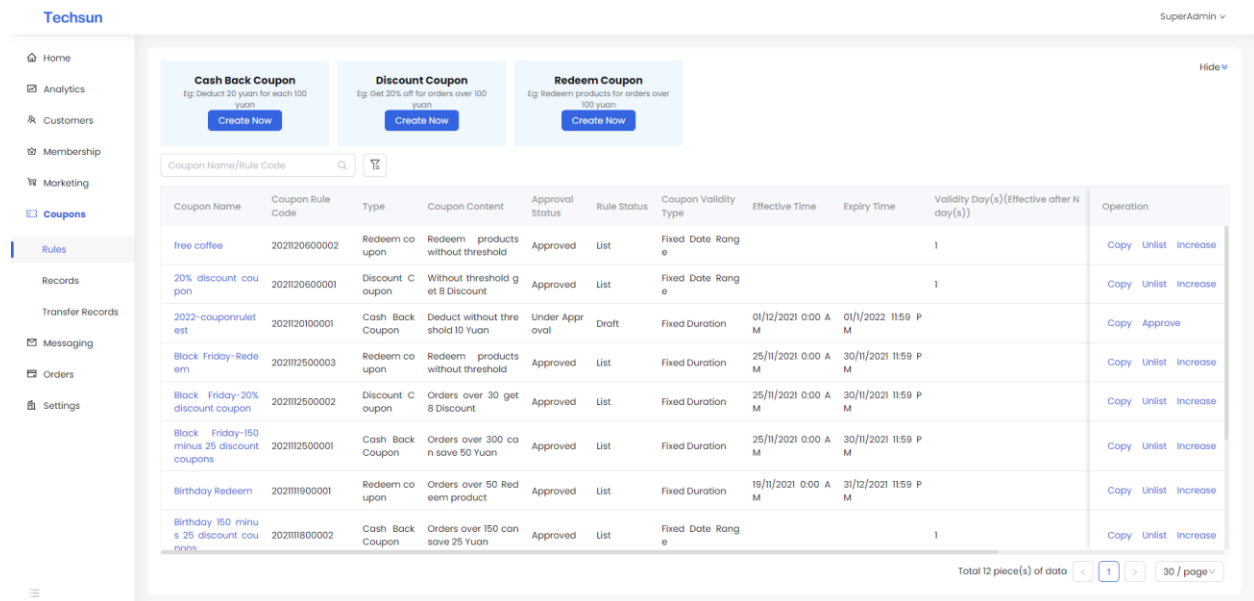 Techsun
SuperAdmin
Home
Analytics
Customers
Membership
Marketing
Coupons
Rules
Records
Transfer Records
Messaging
Orders
Settings
Hide
Cash Back Coupon
Eg: Deduct 20 yuan for each 100
yuan
Create Now
Discount Coupon
Eg: Get 20% off for orders over 100
yuan
Create Now
Redeem Coupon
Eg: Redeem products for orders over
100 yuan
Create Now
Coupon Name/Rule Code
Coupon Name
Coupon Rule
Code
Type
Coupon Content
Approval
Status
Rule Status
Coupon Validity
Type
Effective Time
Expiry Time
Validity Day(s)(Effective after N
day(s))
Operation
free coffee
2021120600002
Redeem co
upon
Redeem products
without threshold
Approved
List
Fixed Date Rang
e
1
Copy Unlist Increase
20% discount cou
pon
2021120600001
Discount C
oupon
Without threshold g
et 8 Discount
Approved
List
Fixed Date Rang
e
1
Copy Unlist Increase
2022-couponrulet
est
2021120100001
Cash Back
Coupon
Deduct without thre
shold 10 Yuan
Under Appr
oval
Draft
Fixed Duration
01/12/2021 0:00 A
M
01/1/2022 11:59 P
M
Copy Approve
Black Friday-Rede
em
2021112500003
Redeem co
upon
Redeem products
without threshold
Approved
List
Fixed Duration
25/11/2021 0:00 A
M
30/11/2021 11:59 P
M
Copy Unlist Increase
Black Friday-20%
discount coupon
2021112500002
Discount C
oupon
Orders over 30 get
8 Discount
Approved
List
Fixed Duration
25/11/2021 0:00 A
M
30/11/2021 11:59 P
M
Copy Unlist Increase
Black Friday-150
minus 25 discount
coupons
2021112500001
Cash Back
Coupon
Orders over 300 ca
n save 50 Yuan
Approved
List
Fixed Duration
25/11/2021 0:00 A
M
30/11/2021 11:59 P
M
Copy Unlist Increase
Birthday Redeem
2021111900001
Redeem co
upon
Orders over 50 Red
eem product
Approved
List
Fixed Duration
19/11/2021 0:00 A
M
31/12/2021 11:59 P
M
Copy Unlist Increase
Birthday 150 minu
s 25 discount cou
pons
2021111800002
Cash Back
Coupon
Orders over 150 can
save 25 Yuan
Approved
List
Fixed Date Rang
e
1
Copy Unlist Increase
Total 12 piece(s) of data
<
1
>
30 / page